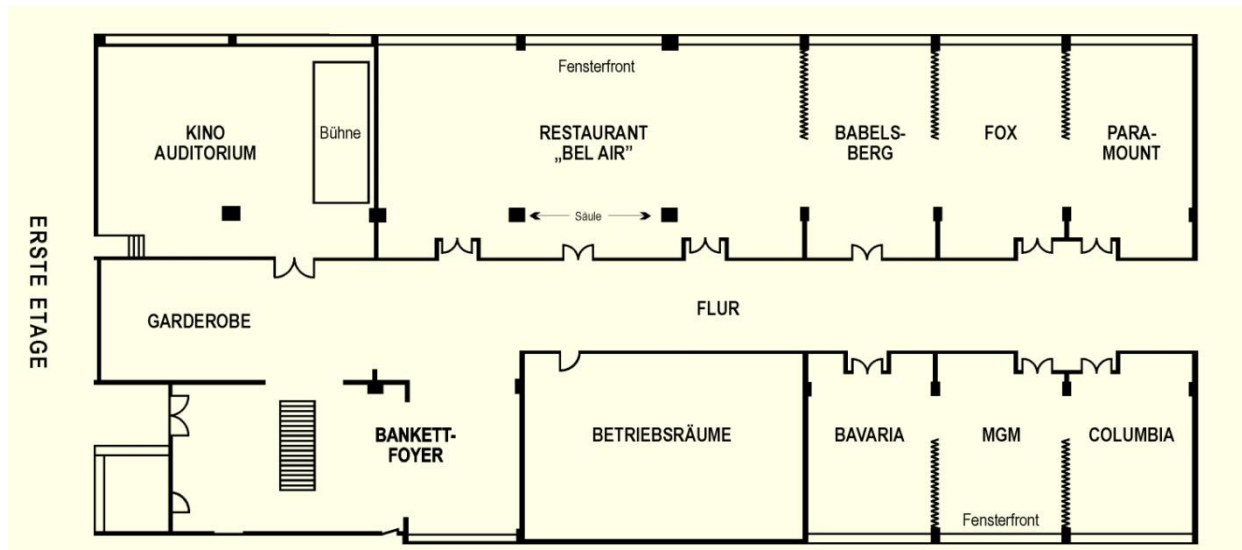 ERSTE ETAGE
Fensterfront
KINO
AUDITORIUM
Bühne
RESTAURANT
„BEL AIR”
BABELS-
BERG
FOX
PARA-
MOUNT
Säule
GARDEROBE
FLUR
BANKETT-
FOYER
BETRIEBSRÄUME
BAVARIA
MGM
COLUMBIA
Fensterfront